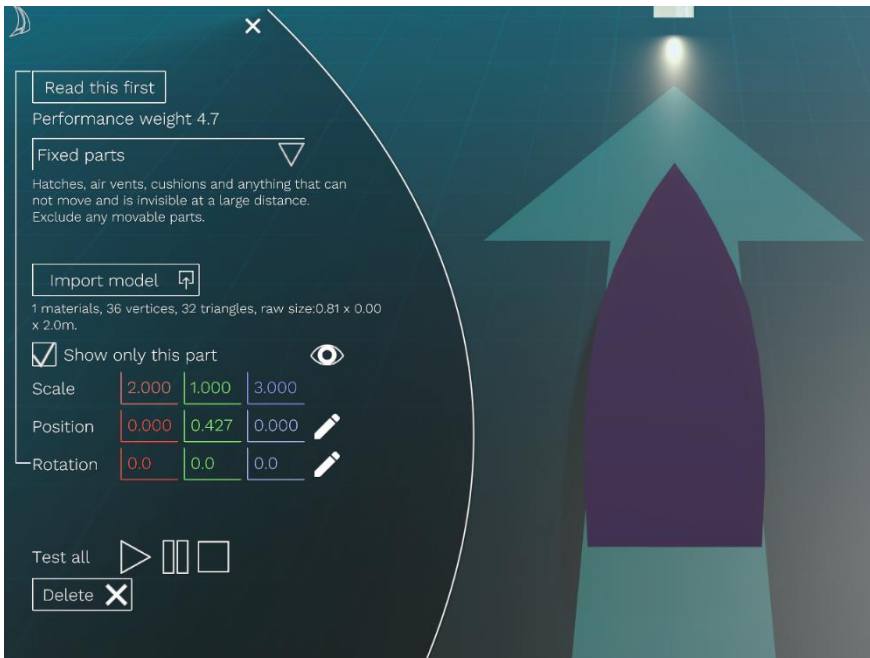 Read this first
Performance weight 4.7
Fixed parts
Hatches, air vents, cushions and anything that can
not move and is invisible at a large distance.
Exclude any movable parts.
Import model
1 materials, 36 vertices, 32 triangles, raw size:0.81 x 0.00
x 2.0m.
Show only this part
Scale 2.000 1.000 3.000
Position 0.000 0.427 0.000
Rotation 0.0 0.0 0.0
Test all
Delete